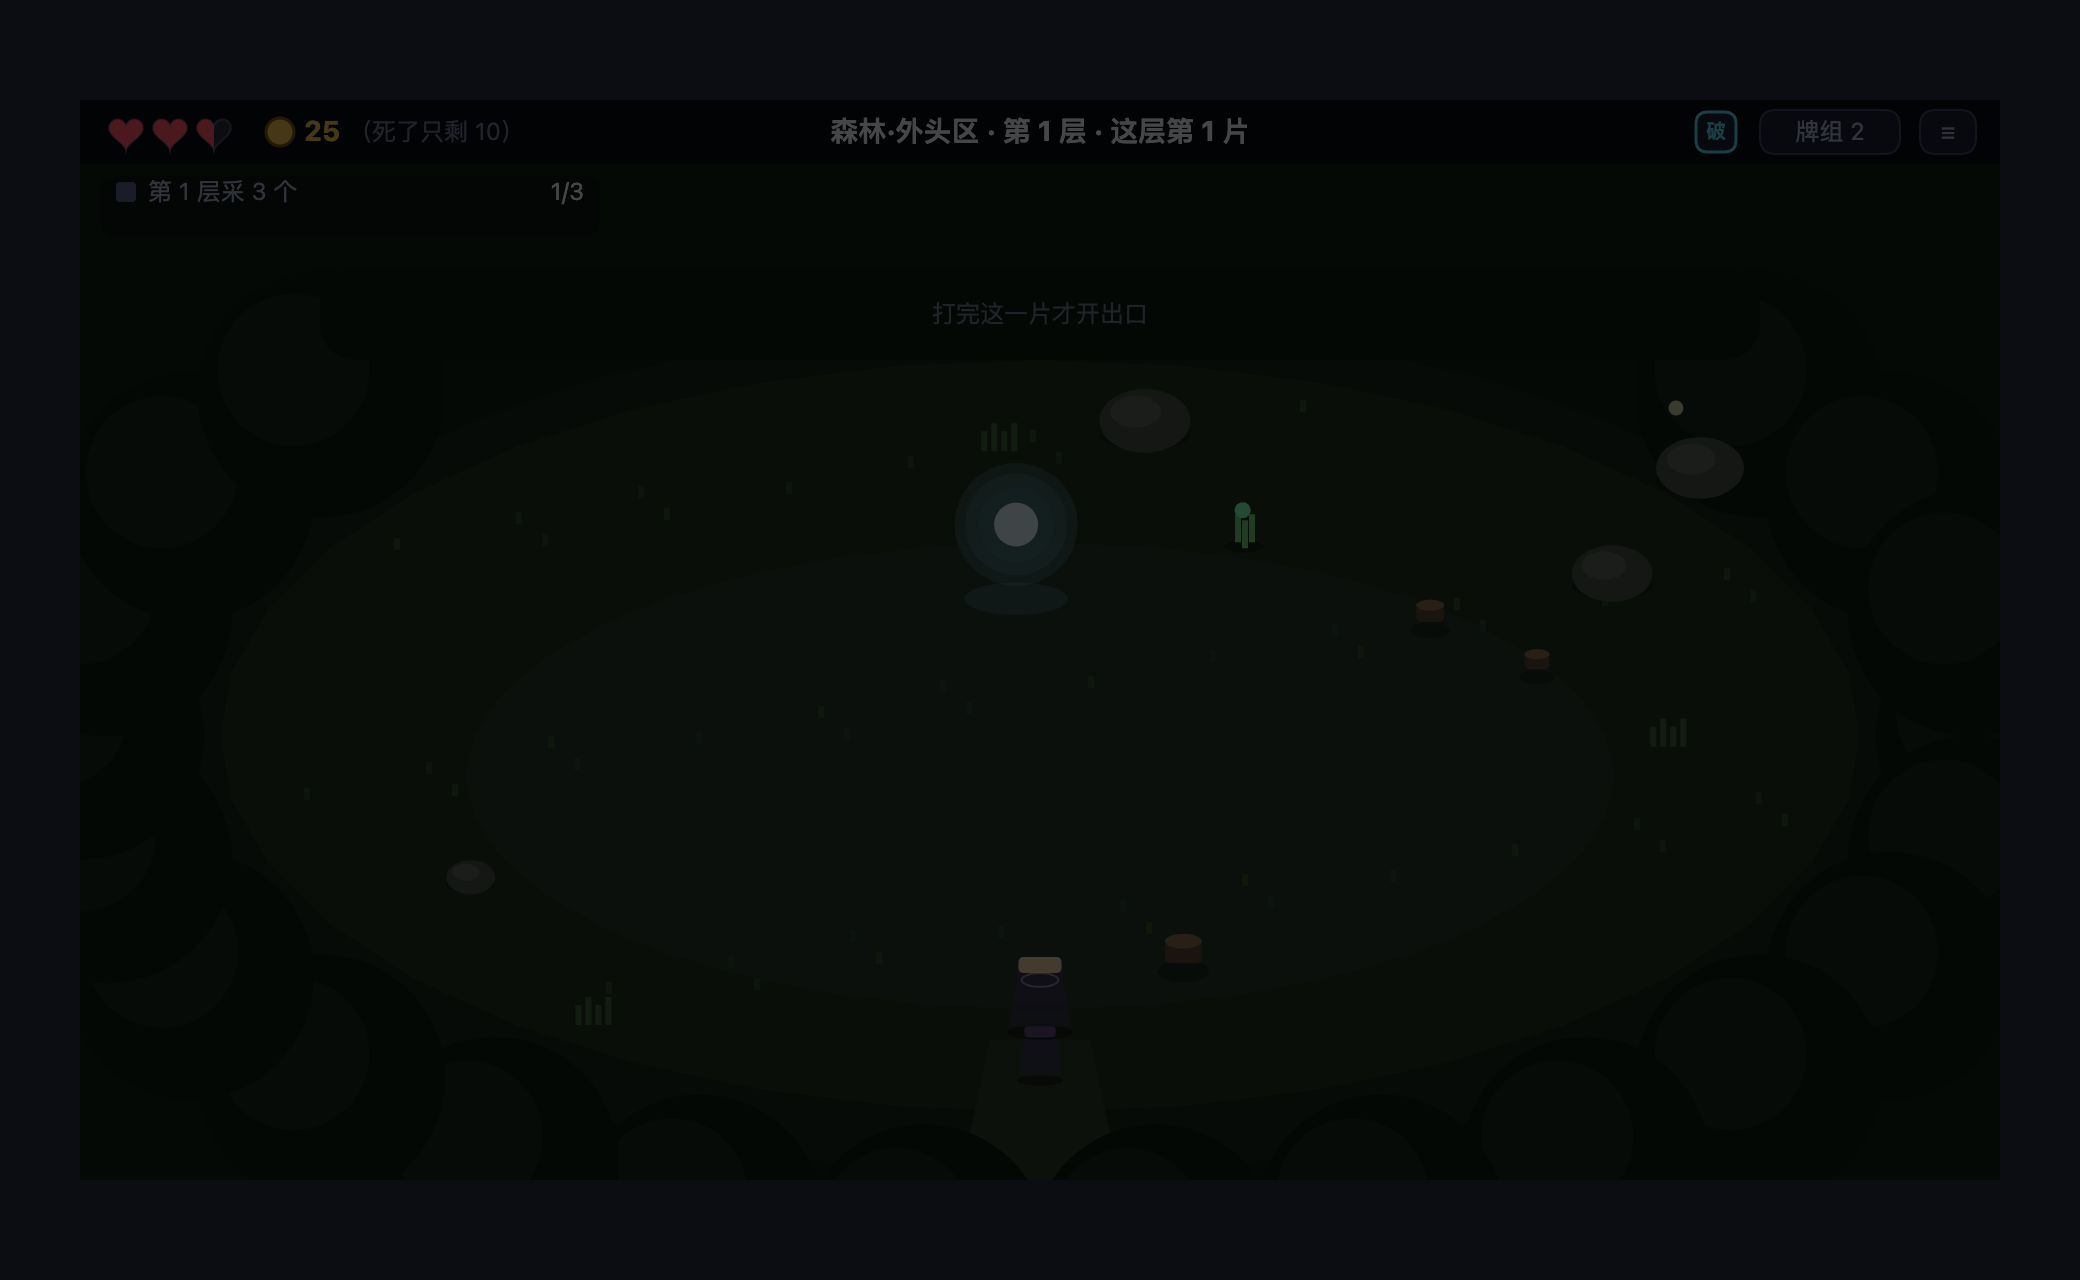 25 （死了只剩 10） 森林·外头区 · 第 1 层 · 这层第 1 片 破 牌组 2 ≡
第 1 层采 3 个 1/3
打完这一片才开出口